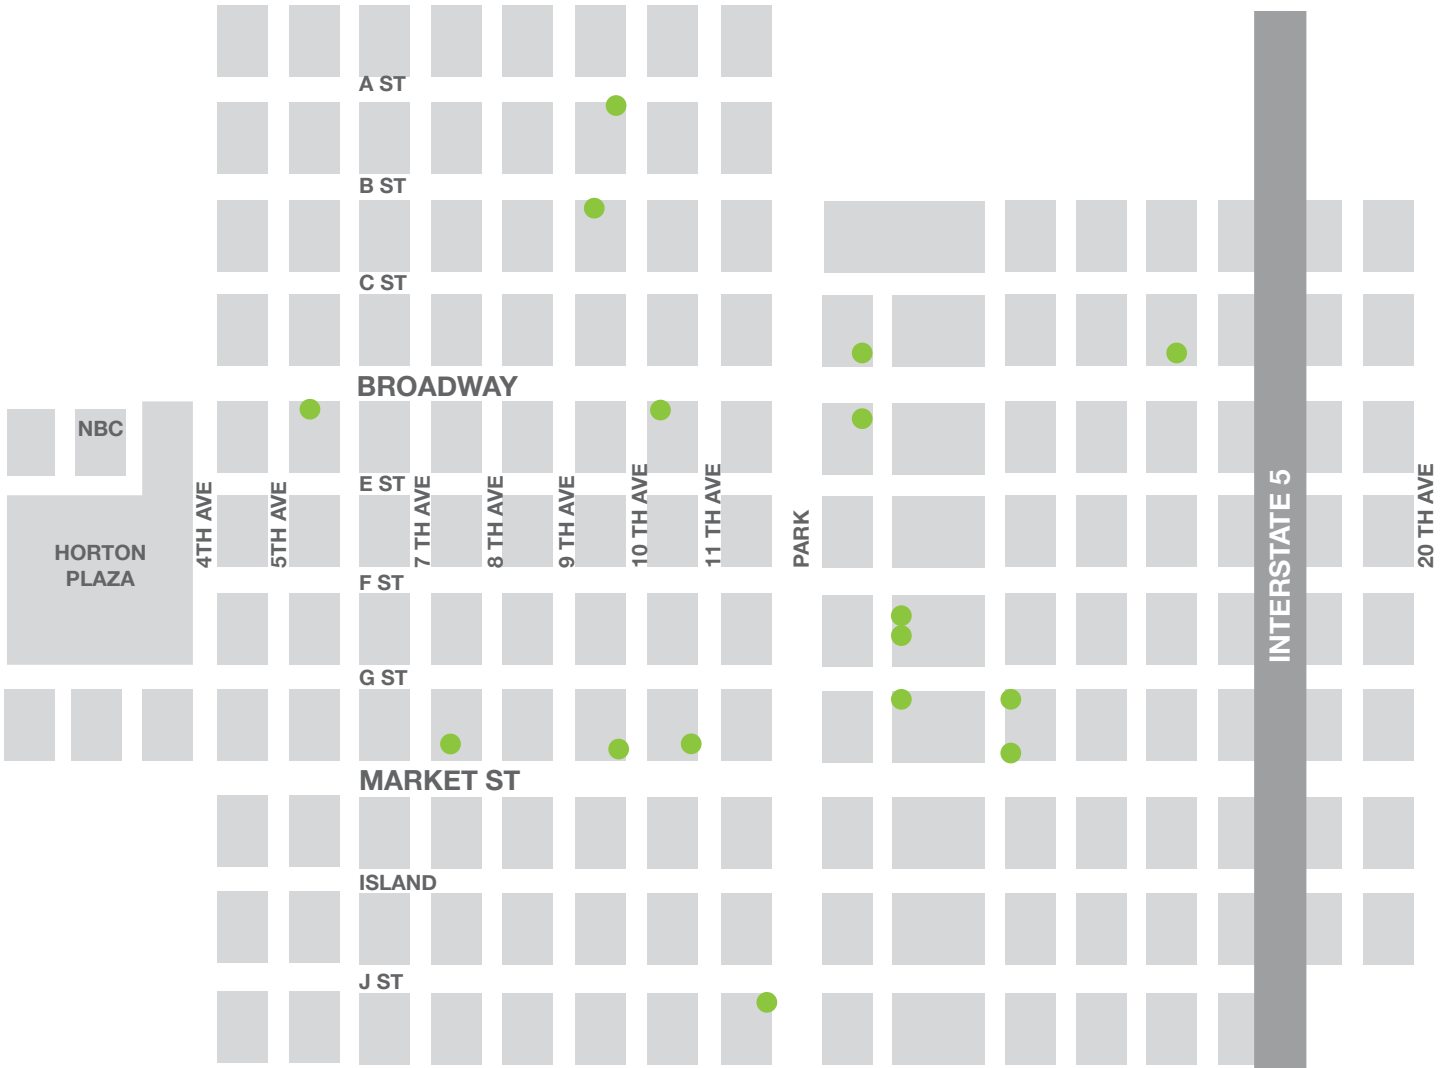 A ST
B ST
C ST
BROADWAY
NBC
E ST
4TH AVE
5TH AVE
7 TH AVE
8 TH AVE
9 TH AVE
10 TH AVE
11 TH AVE
PARK
INTERSTATE 5
20 TH AVE
HORTON
PLAZA
F ST
G ST
MARKET ST
ISLAND
J ST